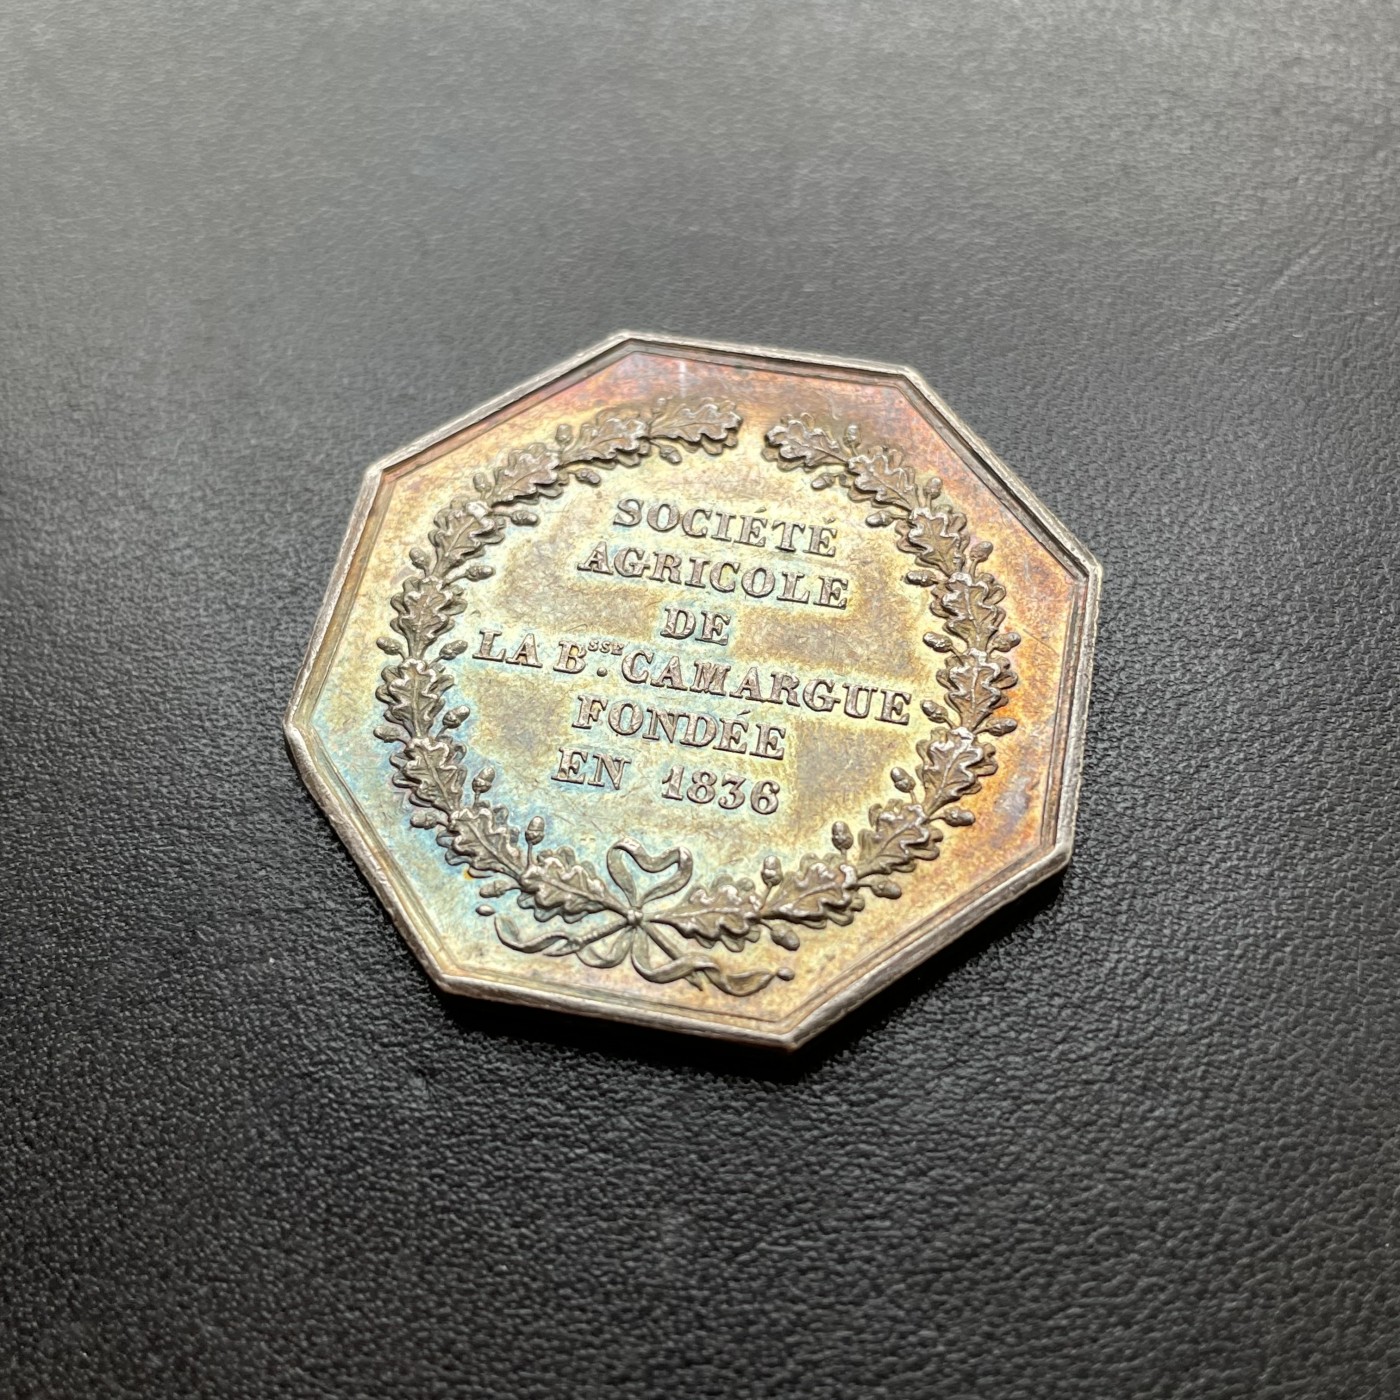 SOCIÉTÉ
AGRICOLE
DE
LA Bsse. CAMARGUE
FONDÉE
EN 1836